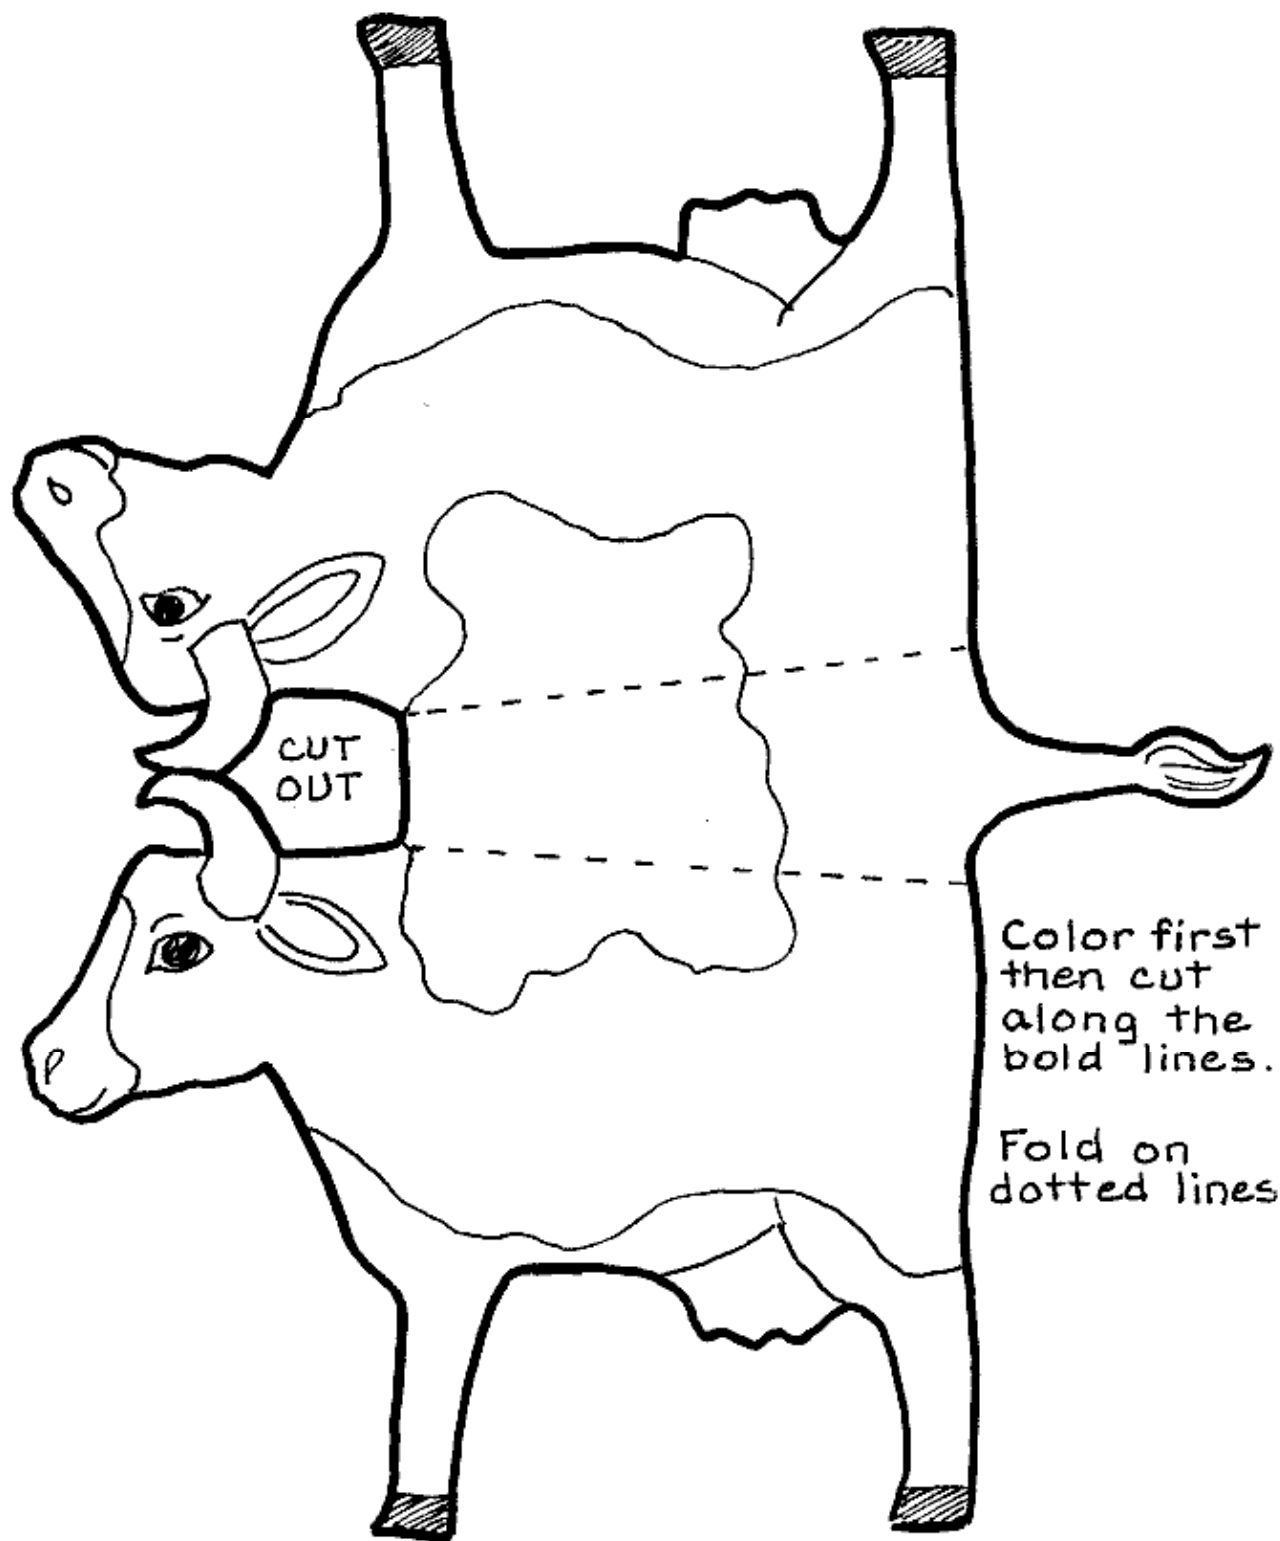 CUT
OUT
Color first
then cut
along the
bold lines.
Fold on
dotted lines